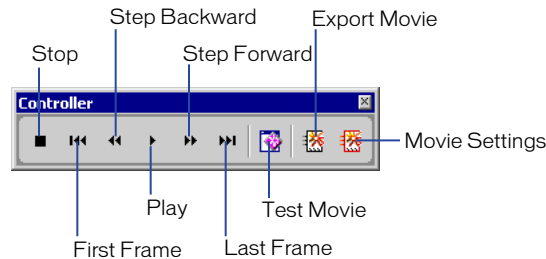 Step Backward
Export Movie
Stop
Step Forward
Controller
Movie Settings
Play
Test Movie
First Frame
Last Frame